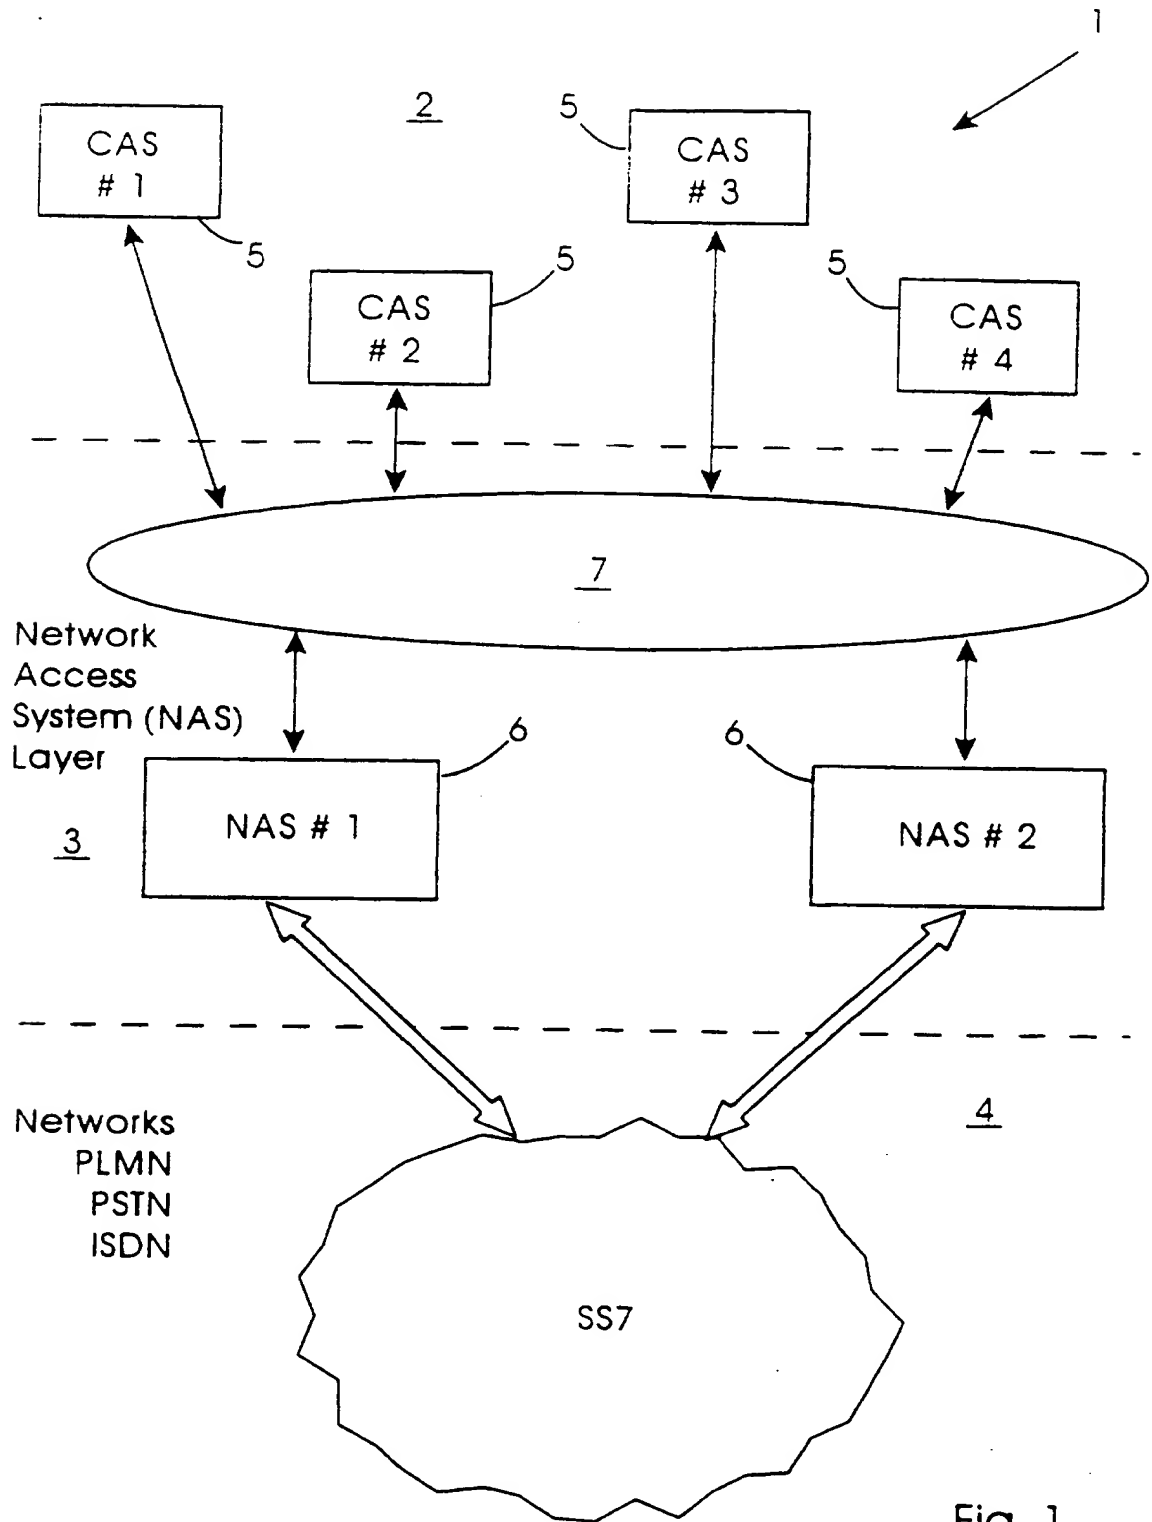 1
2
5
CAS
# 1
CAS
# 3
5
5
5
CAS
# 2
CAS
# 4
7
Network
Access
System (NAS)
Layer
6
6
NAS # 1
NAS # 2
3
4
Networks
PLMN
PSTN
ISDN
SS7
Fig. 1